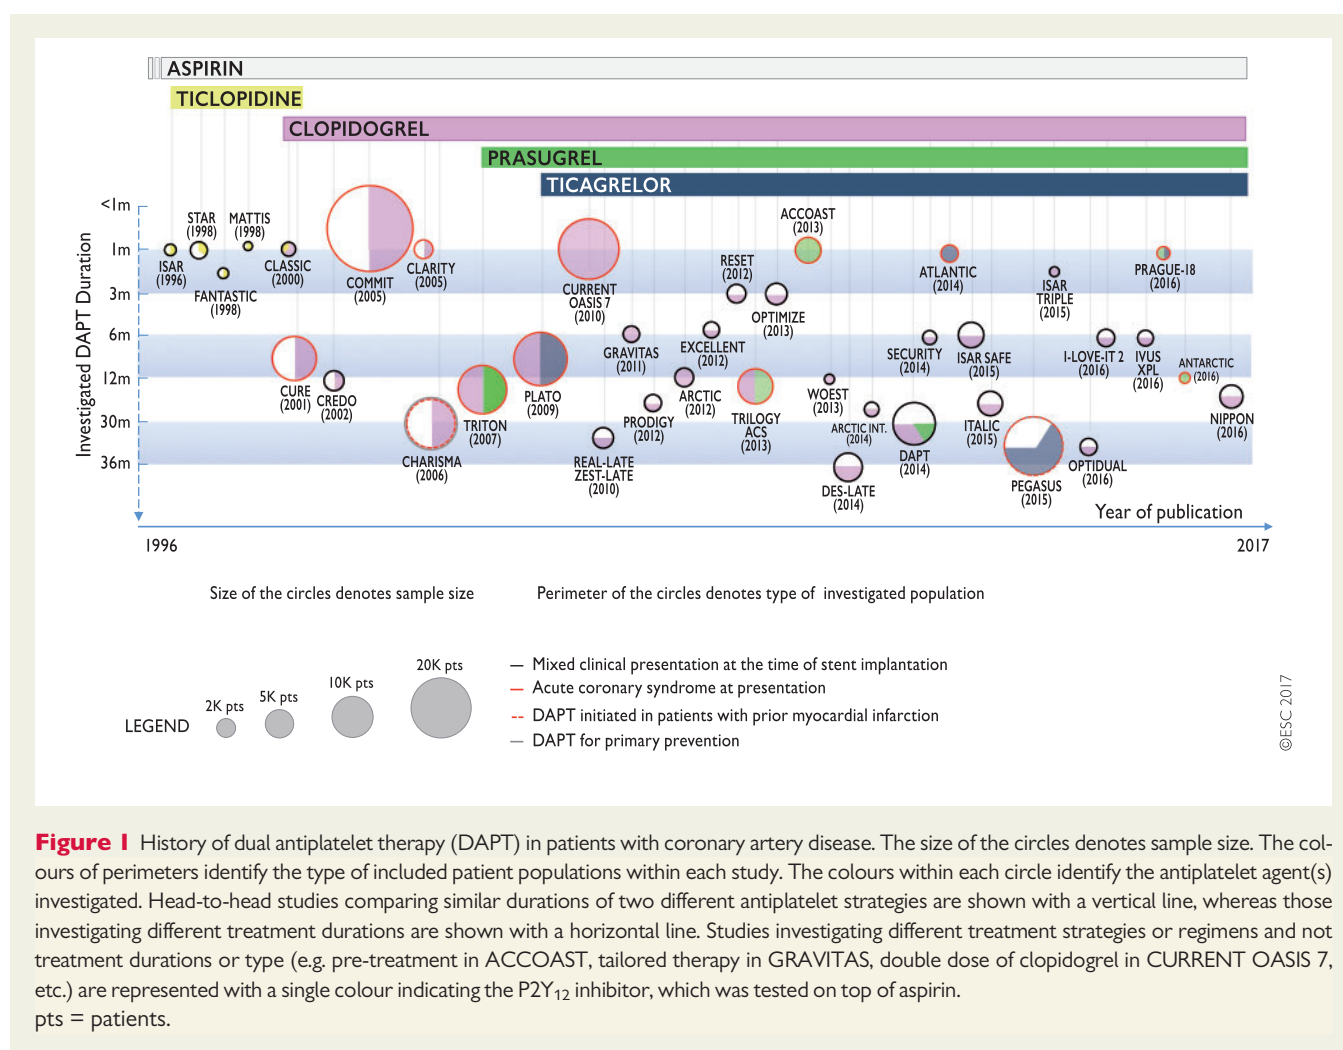 ASPIRIN
TICLOPIDINE
CLOPIDOGREL
PRASUGREL
TICAGRELOR
Investigated DAPT Duration
<1m
1m
3m
6m
12m
30m
36m
ISAR
(1996)
STAR
(1998)
FANTASTIC
(1998)
MATTIS
(1998)
CLASSIC
(2000)
COMMIT
(2005)
CLARITY
(2005)
CURRENT
OASIS 7
(2010)
RESET
(2012)
ACCOAST
(2013)
OPTIMIZE
(2013)
ATLANTIC
(2014)
ISAR
TRIPLE
(2015)
PRAGUE-18
(2016)
CURE
(2001)
CREDO
(2002)
CHARISMA
(2006)
TRITON
(2007)
PLATO
(2009)
REAL-LATE
ZEST-LATE
(2010)
GRAVITAS
(2011)
PRODIGY
(2012)
EXCELLENT
(2012)
ARCTIC
(2012)
TRILOGY
ACS
(2013)
WOEST
(2013)
ARCTIC INT.
(2014)
DES-LATE
(2014)
SECURITY
(2014)
DAPT
(2014)
ISAR SAFE
(2015)
ITALIC
(2015)
PEGASUS
(2015)
I-LOVE-IT 2
(2016)
OPTIDUAL
(2016)
IVUS
XPL
(2016)
ANTARCTIC
(2016)
NIPPON
(2016)
Year of publication
1996
2017
Size of the circles denotes sample size
Perimeter of the circles denotes type of investigated population
LEGEND
2K pts
5K pts
10K pts
20K pts
Mixed clinical presentation at the time of stent implantation
Acute coronary syndrome at presentation
DAPT initiated in patients with prior myocardial infarction
DAPT for primary prevention
©ESC 2017
Figure 1 History of dual antiplatelet therapy (DAPT) in patients with coronary artery disease. The size of the circles denotes sample size. The col-
ours of perimeters identify the type of included patient populations within each study. The colours within each circle identify the antiplatelet agent(s)
investigated. Head-to-head studies comparing similar durations of two different antiplatelet strategies are shown with a vertical line, whereas those
investigating different treatment durations are shown with a horizontal line. Studies investigating different treatment strategies or regimens and not
treatment durations or type (e.g. pre-treatment in ACCOAST, tailored therapy in GRAVITAS, double dose of clopidogrel in CURRENT OASIS 7,
etc.) are represented with a single colour indicating the P2Y12 inhibitor, which was tested on top of aspirin.
pts = patients.